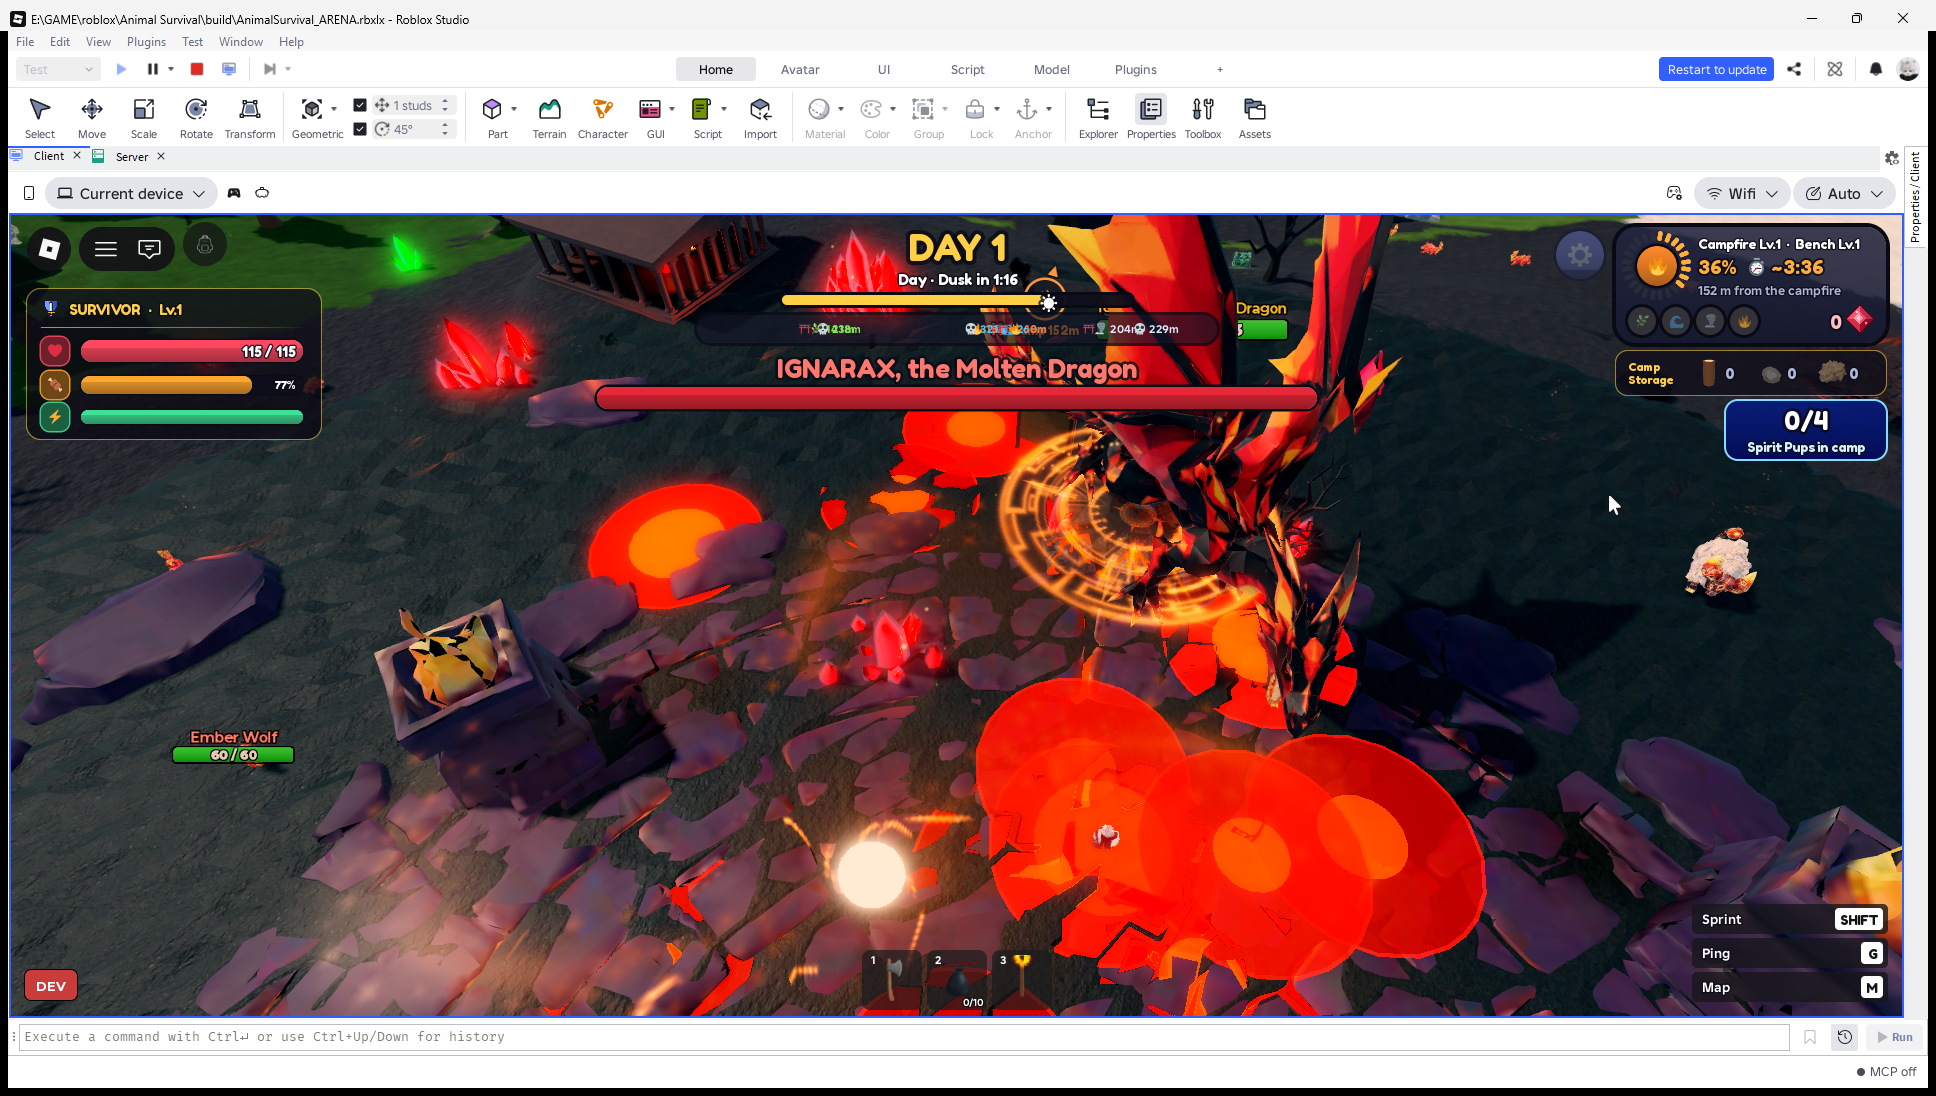 E:\GAME\roblox\Animal Survival\build\AnimalSurvival_ARENA.rbxlx - Roblox Studio
File Edit View Plugins Test Window Help
Test
Home Avatar UI Script Model Plugins +
Restart to update
Select Move Scale Rotate Transform Geometric
1 studs
45°
Part Terrain Character GUI Script Import
Material Color Group Lock Anchor
Explorer Properties Toolbox Assets
Client Server
Properties / Client
Current device
Wifi
Auto
DAY 1
Day · Dusk in 1:16
152m
204m
229m
IGNARAX, the Molten Dragon
Dragon
SURVIVOR · Lv.1
115 / 115
77%
Campfire Lv.1 · Bench Lv.1
36% ~3:36
152 m from the campfire
0
Camp Storage 0 0 0
0/4
Spirit Pups in camp
Ember Wolf
60 / 60
1 2 3
0/10
DEV
Sprint SHIFT
Ping G
Map M
Execute a command with Ctrl↵ or use Ctrl+Up/Down for history
Run
MCP off